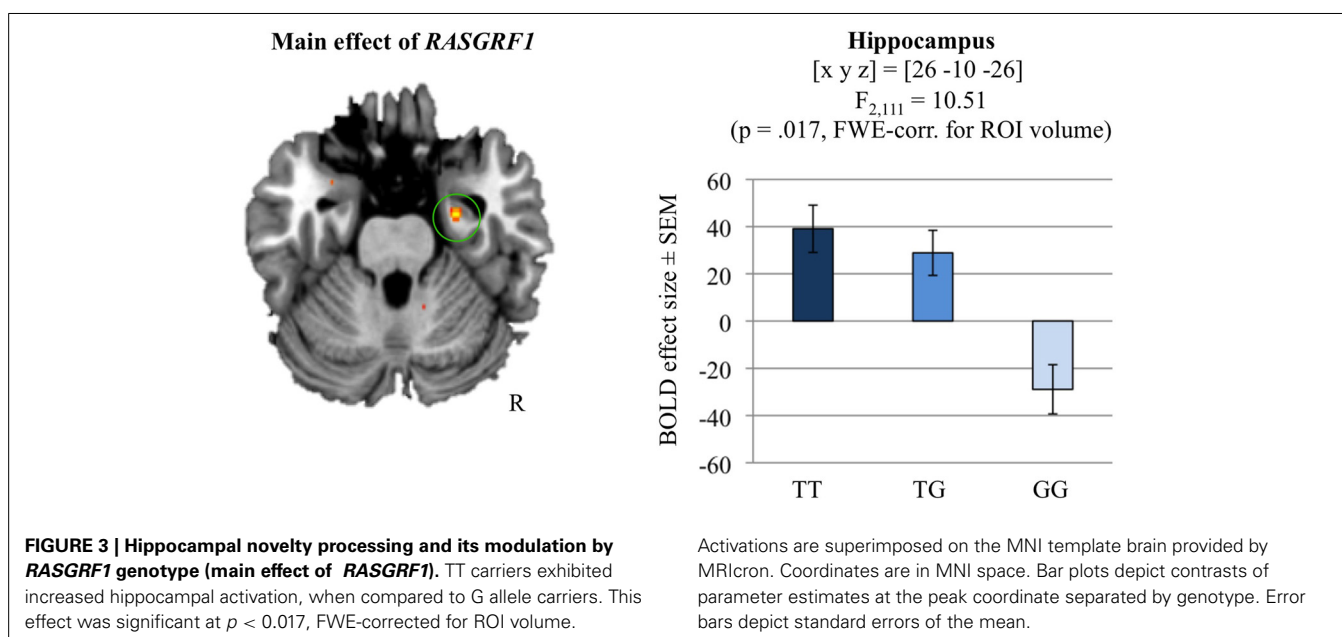 Main effect of RASGRF1
R
Hippocampus
[x y z] = [26 -10 -26]
F2,111 = 10.51
(p = .017, FWE-corr. for ROI volume)
BOLD effect size ± SEM
60
40
20
0
-20
-40
-60
TT TG GG
FIGURE 3 | Hippocampal novelty processing and its modulation by
RASGRF1 genotype (main effect of RASGRF1). TT carriers exhibited
increased hippocampal activation, when compared to G allele carriers. This
effect was significant at p < 0.017, FWE-corrected for ROI volume.
Activations are superimposed on the MNI template brain provided by
MRIcron. Coordinates are in MNI space. Bar plots depict contrasts of
parameter estimates at the peak coordinate separated by genotype. Error
bars depict standard errors of the mean.